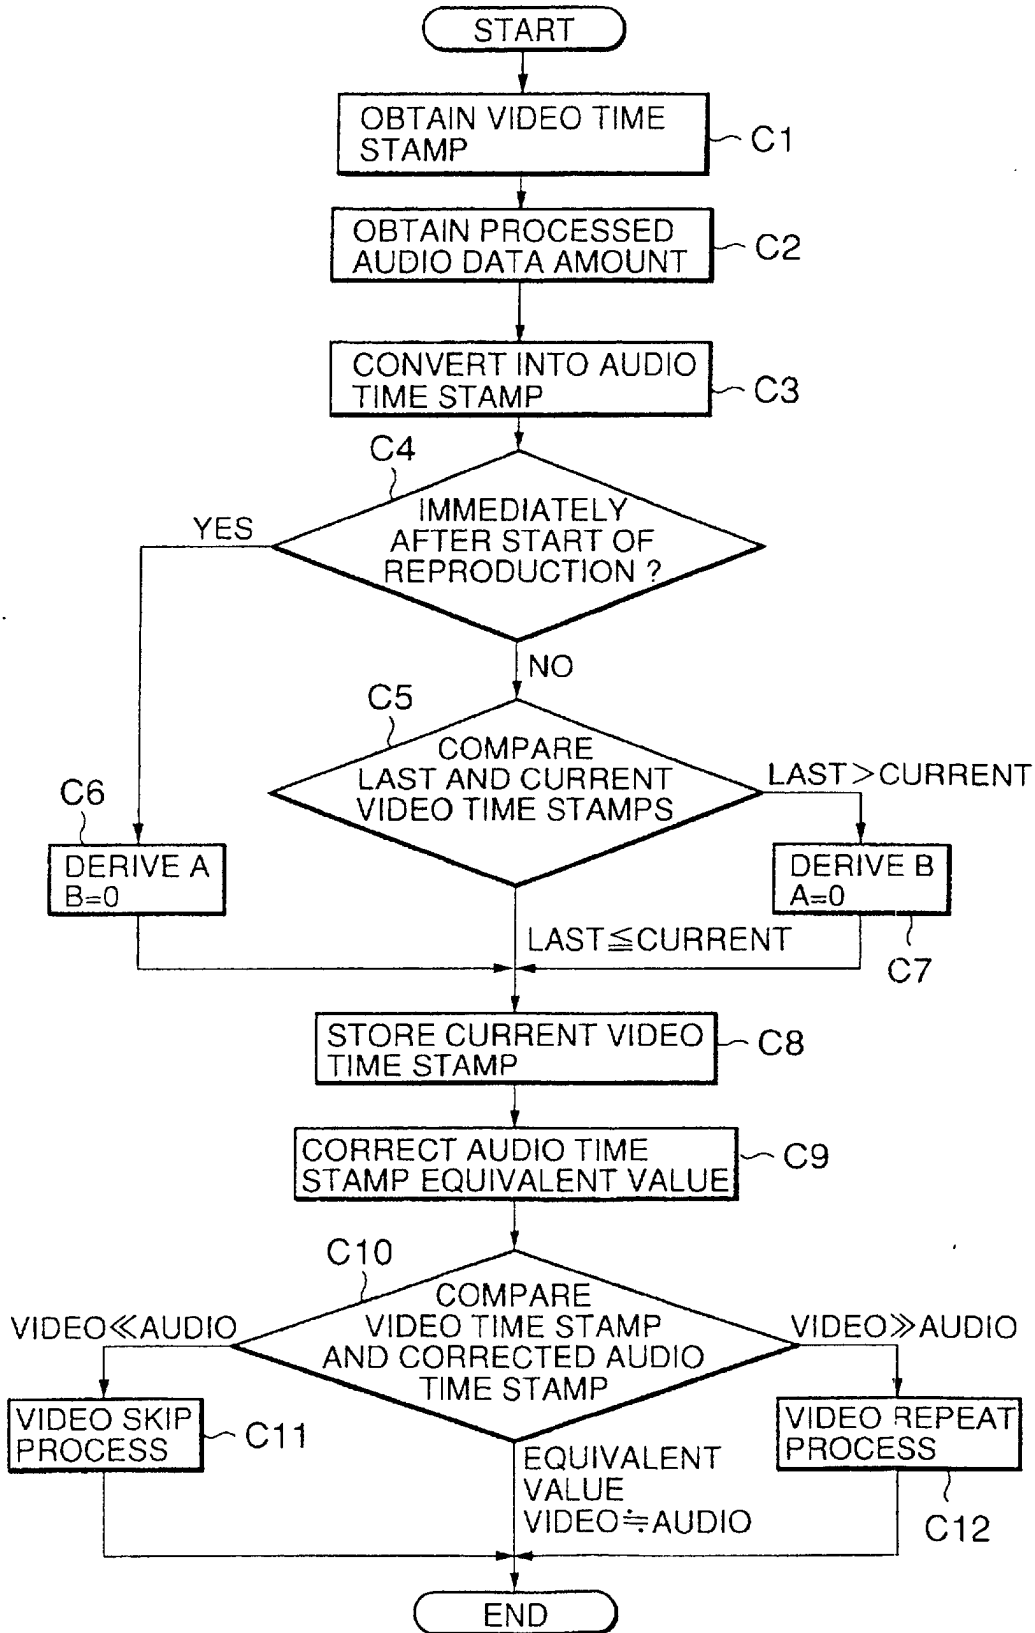 START
OBTAIN VIDEO TIME
STAMP
C1
OBTAIN PROCESSED
AUDIO DATA AMOUNT
C2
CONVERT INTO AUDIO
TIME STAMP
C3
C4
IMMEDIATELY
AFTER START OF
REPRODUCTION ?
YES
NO
C5
COMPARE
LAST AND CURRENT
VIDEO TIME STAMPS
LAST>CURRENT
C6
DERIVE A
B=0
DERIVE B
A=0
C7
LAST≦CURRENT
STORE CURRENT VIDEO
TIME STAMP
C8
CORRECT AUDIO TIME
STAMP EQUIVALENT VALUE
C9
C10
COMPARE
VIDEO TIME STAMP
AND CORRECTED AUDIO
TIME STAMP
VIDEO≪AUDIO
VIDEO≫AUDIO
VIDEO SKIP
PROCESS
C11
VIDEO REPEAT
PROCESS
C12
EQUIVALENT
VALUE
VIDEO≒AUDIO
END